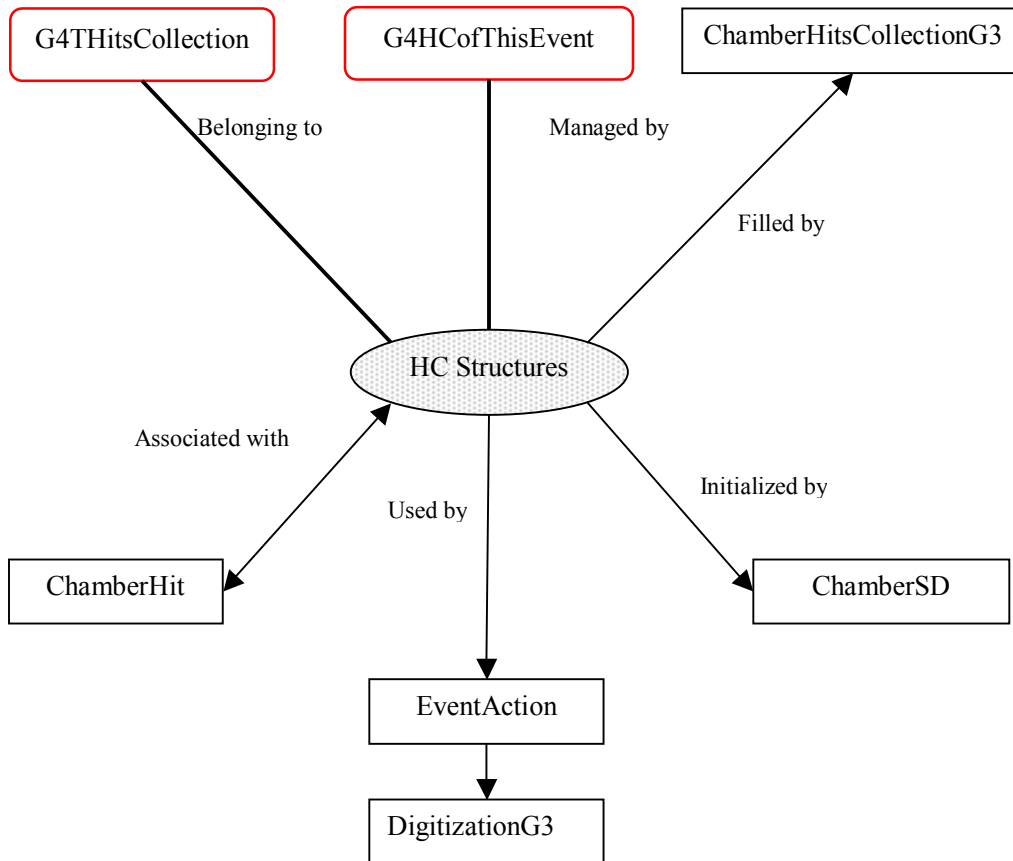 G4THitsCollection
G4HCofThisEvent
ChamberHitsCollectionG3
Belonging to
Managed by
Filled by
HC Structures
Associated with
Used by
Initialized by
ChamberHit
ChamberSD
EventAction
DigitizationG3